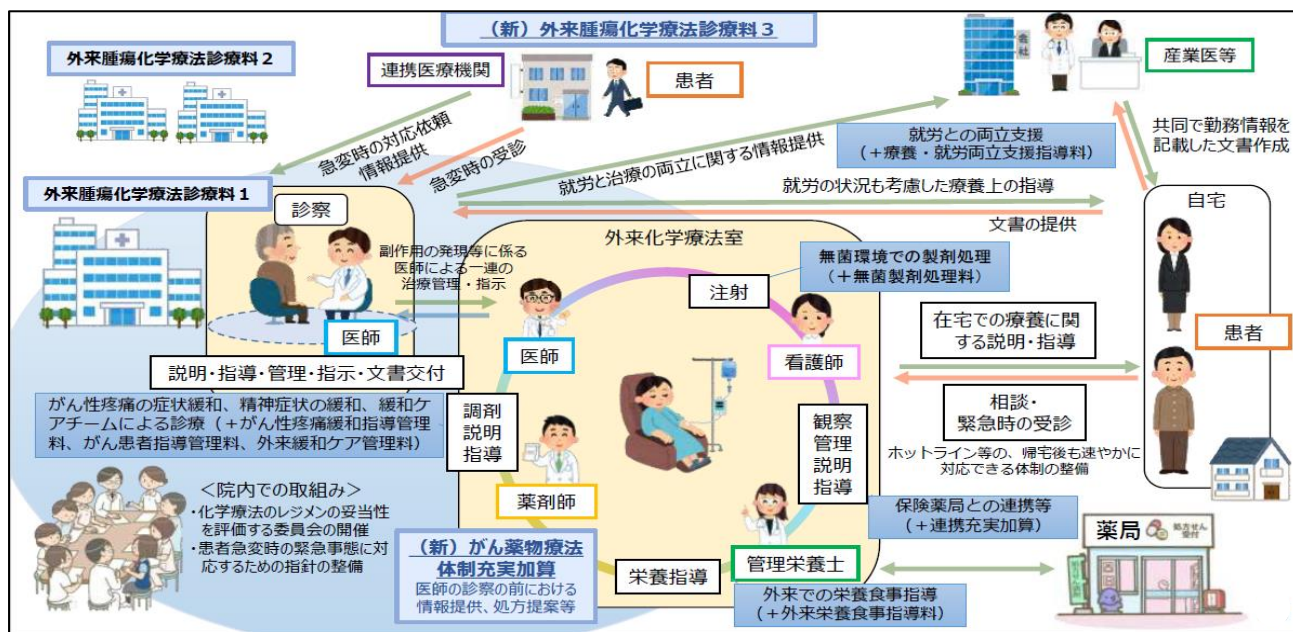 （新）外来腫瘍化学療法診療料３
外来腫瘍化学療法診療料２
連携医療機関
患者
会社
産業医等
急変時の対応依頼
情報提供
急変時の受診
就労と治療の両立に関する情報提供
就労との両立支援
（＋療養・就労両立支援指導料）
共同で勤務情報を
記載した文書作成
外来腫瘍化学療法診療料１
診察
就労の状況も考慮した療養上の指導
文書の提供
自宅
外来化学療法室
副作用の発現等に係る
医師による一連の
治療管理・指示
無菌環境での製剤処理
（＋無菌製剤処理料）
注射
医師
医師
看護師
在宅での療養に関
する説明・指導
患者
説明・指導・管理・指示・文書交付
がん性疼痛の症状緩和、精神症状の緩和、緩和ケ
アチームによる診療（＋がん性疼痛緩和指導管理
料、がん患者指導管理料、外来緩和ケア管理料）
調剤
説明
指導
観察
管理
説明
指導
相談・
緊急時の受診
ホットライン等の、帰宅後も速やかに
対応できる体制の整備
＜院内での取組み＞
・化学療法のレジメンの妥当性
を評価する委員会の開催
・患者急変時の緊急事態に対
応するための指針の整備
薬剤師
保険薬局との連携等
（＋連携充実加算）
薬局
処方せん
受付
（新）がん薬物療法
体制充実加算
医師の診察の前における
情報提供、処方提案等
栄養指導
管理栄養士
外来での栄養食事指導
（＋外来栄養食事指導料）